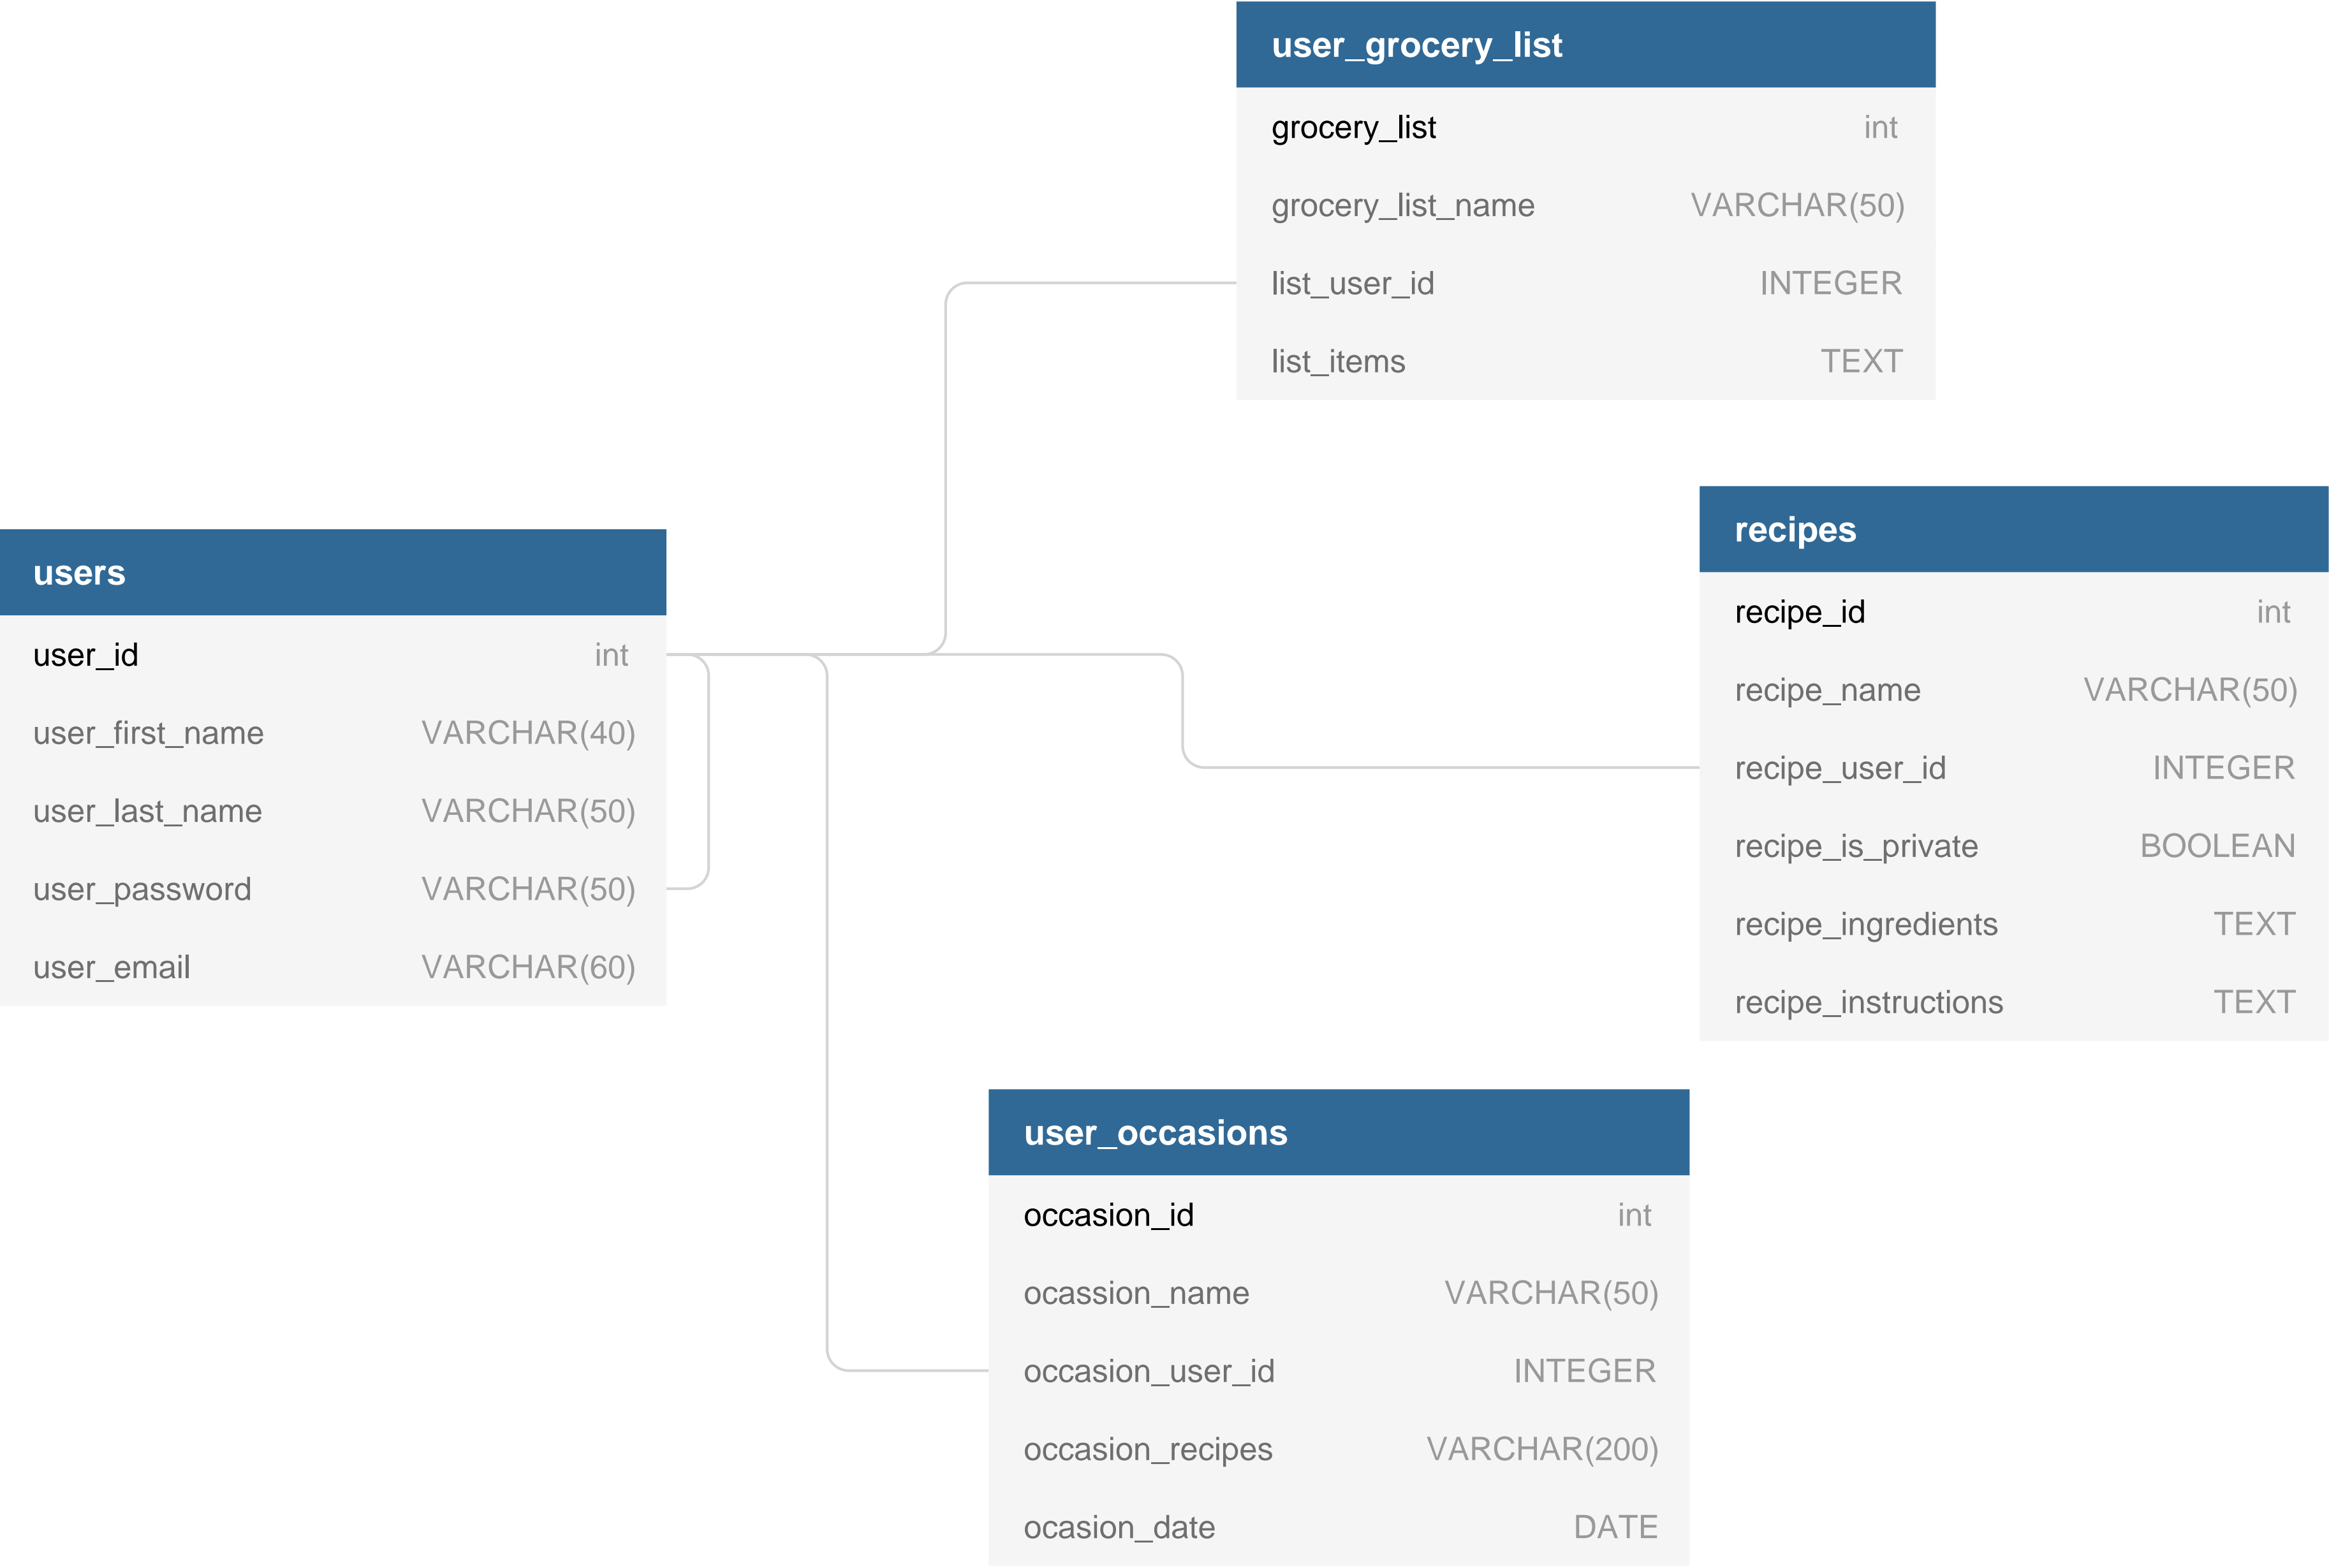 user_grocery_list
grocery_list int
grocery_list_name VARCHAR(50)
list_user_id INTEGER
list_items TEXT
users
user_id int
user_first_name VARCHAR(40)
user_last_name VARCHAR(50)
user_password VARCHAR(50)
user_email VARCHAR(60)
recipes
recipe_id int
recipe_name VARCHAR(50)
recipe_user_id INTEGER
recipe_is_private BOOLEAN
recipe_ingredients TEXT
recipe_instructions TEXT
user_occasions
occasion_id int
ocassion_name VARCHAR(50)
occasion_user_id INTEGER
occasion_recipes VARCHAR(200)
ocasion_date DATE